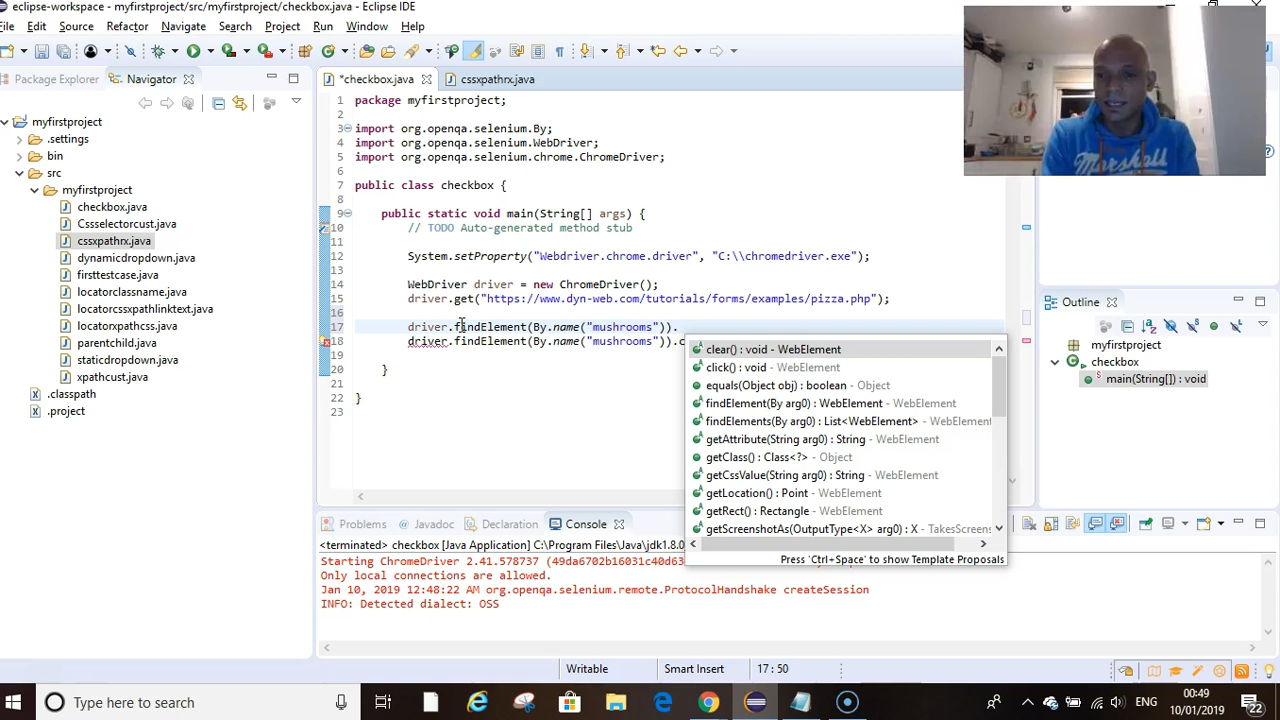 eclipse-workspace - myfirstproject/src/myfirstproject/checkbox.java - Eclipse IDE
File Edit Source Refactor Navigate Search Project Run Window Help
Package Explorer
Navigator
*checkbox.java
cssxpathrx.java
myfirstproject
.settings
bin
src
myfirstproject
checkbox.java
Cssselectorcust.java
cssxpathrx.java
dynamicdropdown.java
firsttestcase.java
locatorclassname.java
locatorcssxpathlinktext.java
locatorxpathcss.java
parentchild.java
staticdropdown.java
xpathcust.java
.classpath
.project
1 package myfirstproject;
2
3 import org.openqa.selenium.By;
4 import org.openqa.selenium.WebDriver;
5 import org.openqa.selenium.chrome.ChromeDriver;
6
7 public class checkbox {
8
9 public static void main(String[] args) {
10 // TODO Auto-generated method stub
11
12 System.setProperty("Webdriver.chrome.driver", "C:\\chromedriver.exe");
13
14 WebDriver driver = new ChromeDriver();
15 driver.get("https://www.dyn-web.com/tutorials/forms/examples/pizza.php");
16
17 driver.findElement(By.name("mushrooms")).
18 driver.findElement(By.name("mushrooms")).c
19
20 }
21
22 }
23
clear() : void - WebElement
click() : void - WebElement
equals(Object obj) : boolean - Object
findElement(By arg0) : WebElement - WebElement
findElements(By arg0) : List<WebElement> - WebElemen
getAttribute(String arg0) : String - WebElement
getClass() : Class<?> - Object
getCssValue(String arg0) : String - WebElement
getLocation() : Point - WebElement
getRect() : Rectangle - WebElement
getScreenshotAs(OutputType<X> arg0) : X - TakesScreens
Press 'Ctrl+Space' to show Template Proposals
Outline
myfirstproject
checkbox
main(String[]) : void
Problems
Javadoc
Declaration
Console
<terminated> checkbox [Java Application] C:\Program Files\Java\jdk1.8.0
Starting ChromeDriver 2.41.578737 (49da6702b16031c40d63
Only local connections are allowed.
Jan 10, 2019 12:48:22 AM org.openqa.selenium.remote.ProtocolHandshake createSession
INFO: Detected dialect: OSS
Writable
Smart Insert
17 : 50
Type here to search
ENG
00:49
10/01/2019
22
Marshall